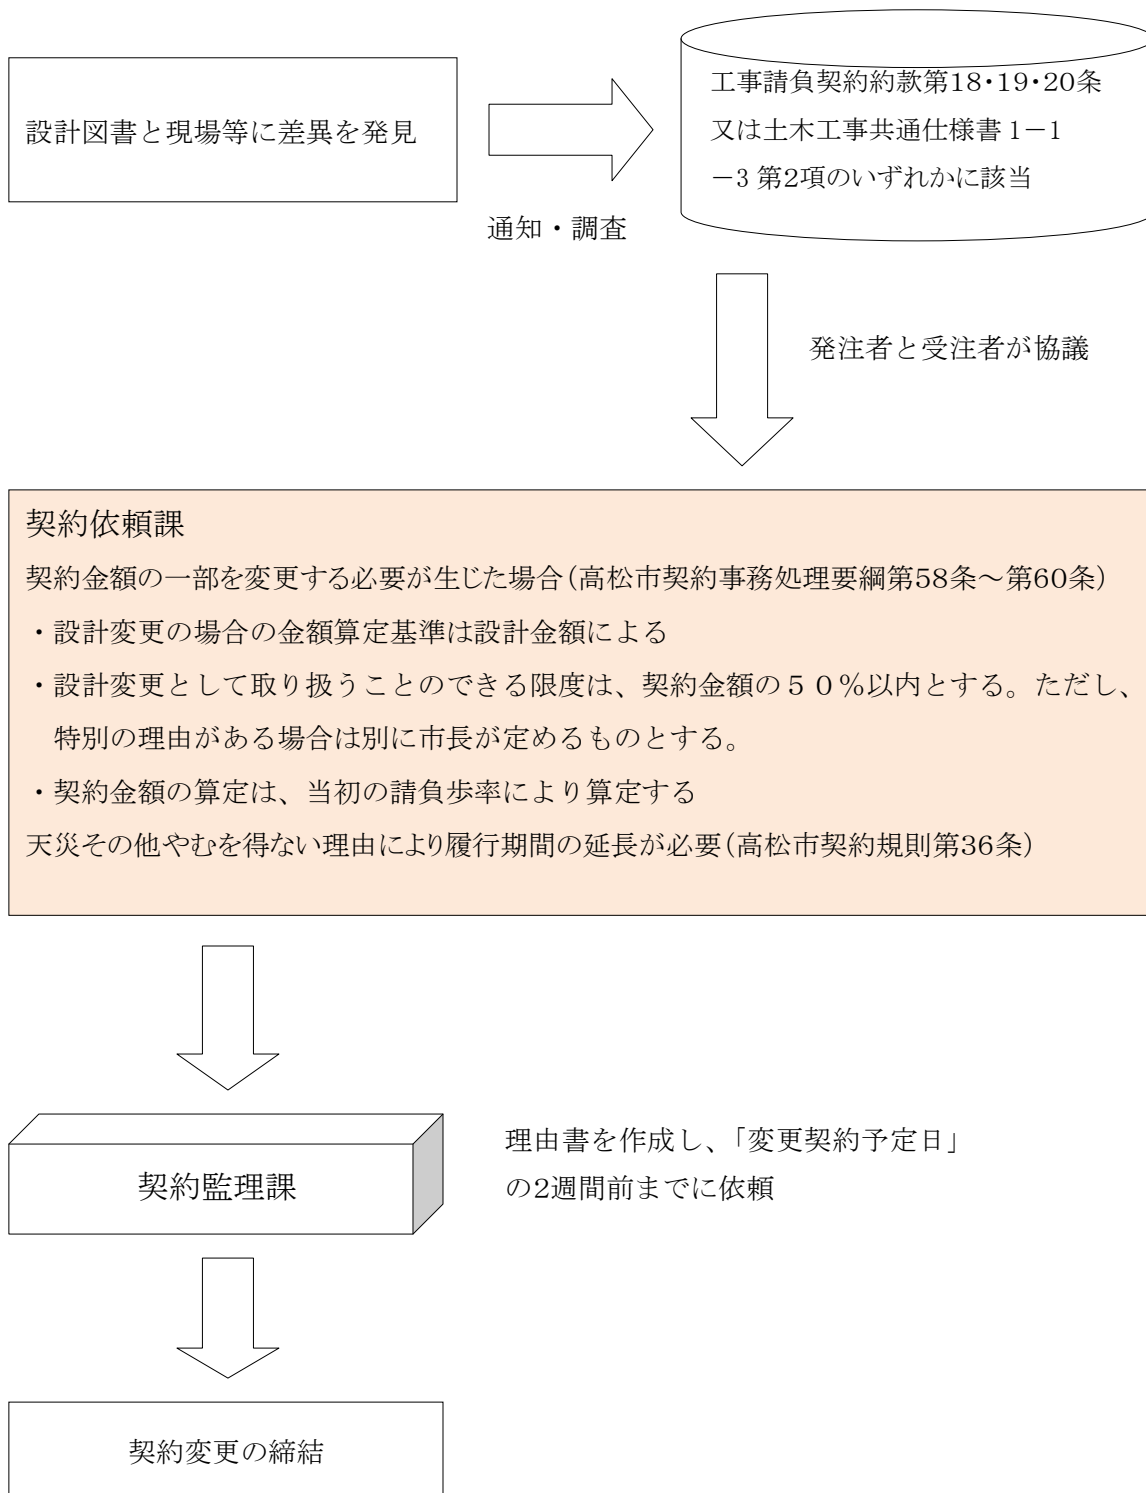 設計図書と現場等に差異を発見
工事請負契約約款第18・19・20条
又は土木工事共通仕様書1-1
-3 第2項のいずれかに該当
通知・調査
発注者と受注者が協議
契約依頼課
契約金額の一部を変更する必要が生じた場合(高松市契約事務処理要綱第58条~第60条)
・設計変更の場合の金額算定基準は設計金額による
・設計変更として取り扱うことのできる限度は、契約金額の50%以内とする。ただし、
特別の理由がある場合は別に市長が定めるものとする。
・契約金額の算定は、当初の請負歩率により算定する
天災その他やむを得ない理由により履行期間の延長が必要(高松市契約規則第36条)
契約監理課
理由書を作成し、「変更契約予定日」
の2週間前までに依頼
契約変更の締結